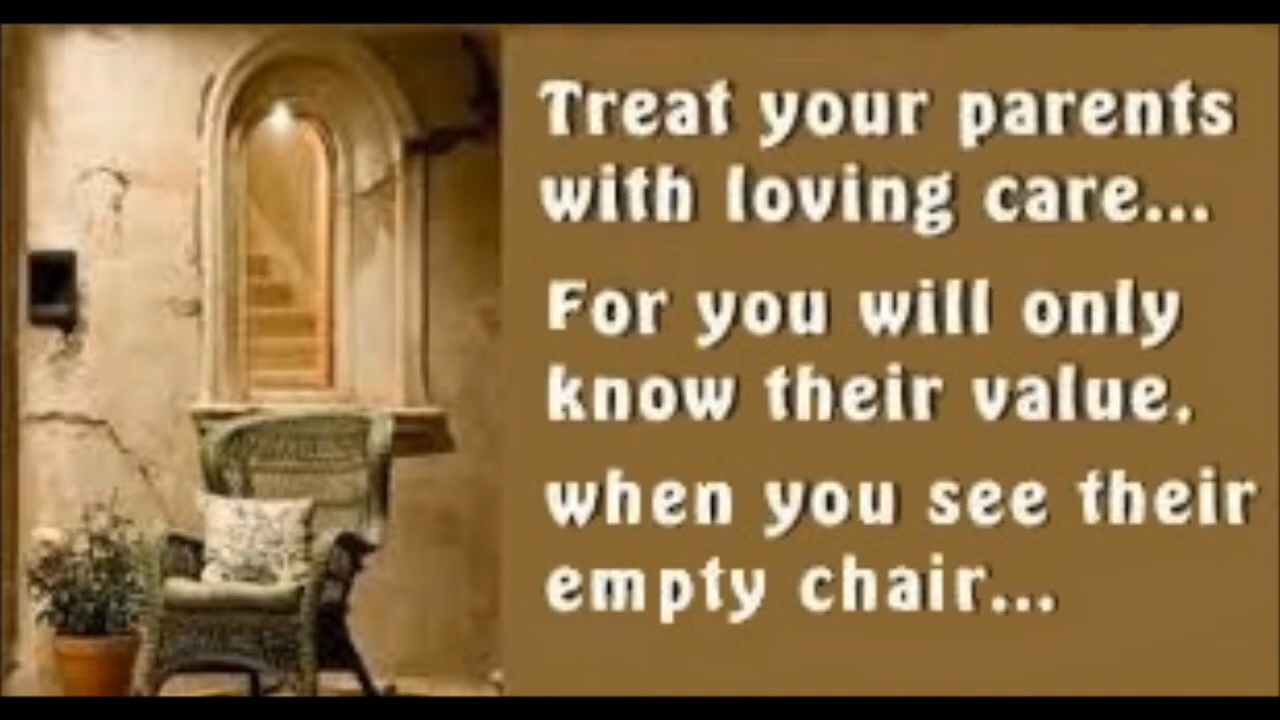 Treat your parents
with loving care...
For you will only
know their value,
when you see their
empty chair...